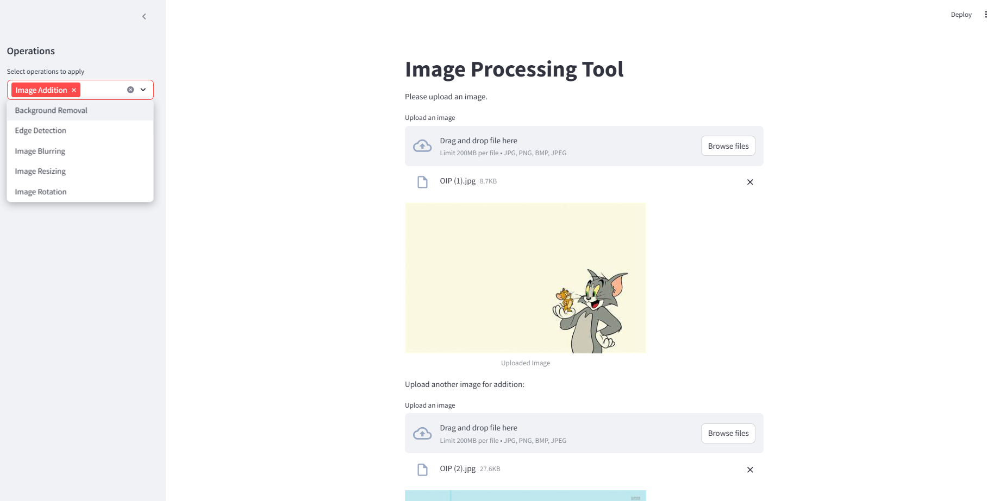 Deploy
Operations
Select operations to apply
Image Addition
Background Removal
Edge Detection
Image Blurring
Image Resizing
Image Rotation
Image Processing Tool
Please upload an image.
Upload an image
Drag and drop file here
Limit 200MB per file • JPG, PNG, BMP, JPEG
Browse files
OIP (1).jpg 8.7KB
Uploaded Image
Upload another image for addition:
Upload an image
Drag and drop file here
Limit 200MB per file • JPG, PNG, BMP, JPEG
Browse files
OIP (2).jpg 27.6KB